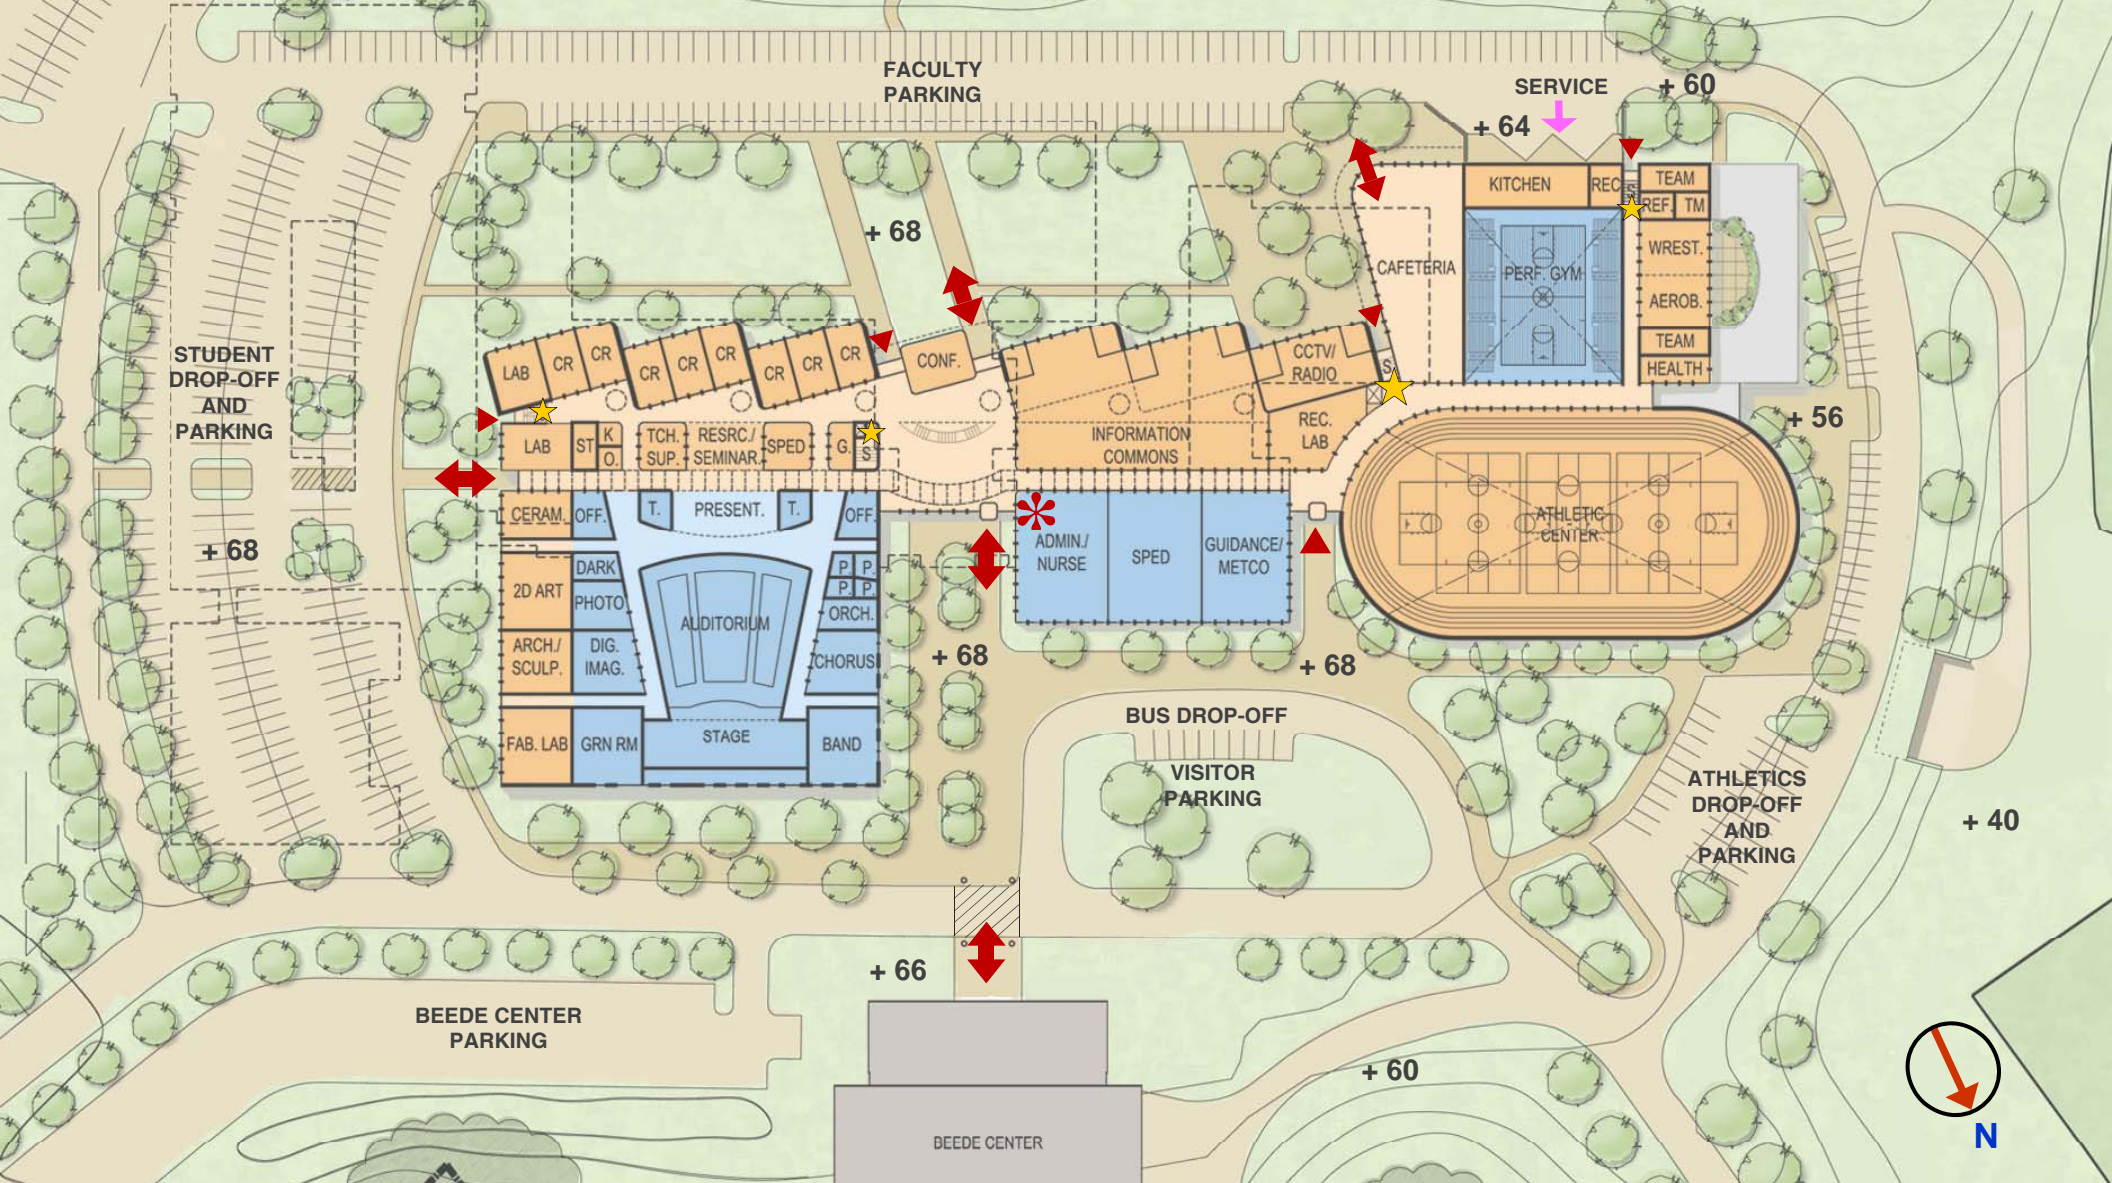 FACULTY
PARKING
SERVICE
+ 60
+ 64
KITCHEN
REC
S
TEAM
REF.
TM
+ 68
WREST.
CAFETERIA
PERF. GYM
AEROB.
STUDENT
DROP-OFF
AND
PARKING
LAB
CR
CR
CR
CR
CR
CR
CR
CR
CONF.
CCTV/
RADIO
S
TEAM
HEALTH
+ 56
LAB
ST
K
O.
TCH.
SUP.
RESRC./
SEMINAR
SPED
G.
S
INFORMATION
COMMONS
REC.
LAB
CERAM.
OFF.
T.
PRESENT.
T.
OFF.
ADMIN./
NURSE
SPED
GUIDANCE/
METCO
ATHLETIC
CENTER
+ 68
2D ART
DARK
PHOTO
P.
P.
P.
P.
ORCH.
AUDITORIUM
ARCH./
SCULP.
DIG.
IMAG.
CHORUS
+ 68
+ 68
FAB. LAB
GRN RM
STAGE
BAND
BUS DROP-OFF
VISITOR
PARKING
ATHLETICS
DROP-OFF
AND
PARKING
+ 40
+ 66
BEEDE CENTER
PARKING
+ 60
BEEDE CENTER
N